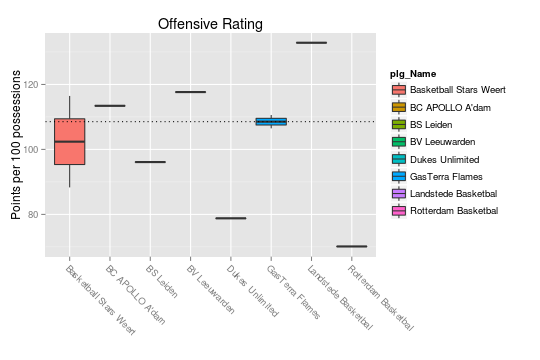 Offensive Rating
Points per 100 possessions
120
100
80
Basketball Stars Weert
BC APOLLO A'dam
BS Leiden
BV Leeuwarden
Dukes Unlimited
GasTerra Flames
Landstede Basketbal
Rotterdam Basketbal
plg_Name
Basketball Stars Weert
BC APOLLO A'dam
BS Leiden
BV Leeuwarden
Dukes Unlimited
GasTerra Flames
Landstede Basketbal
Rotterdam Basketbal